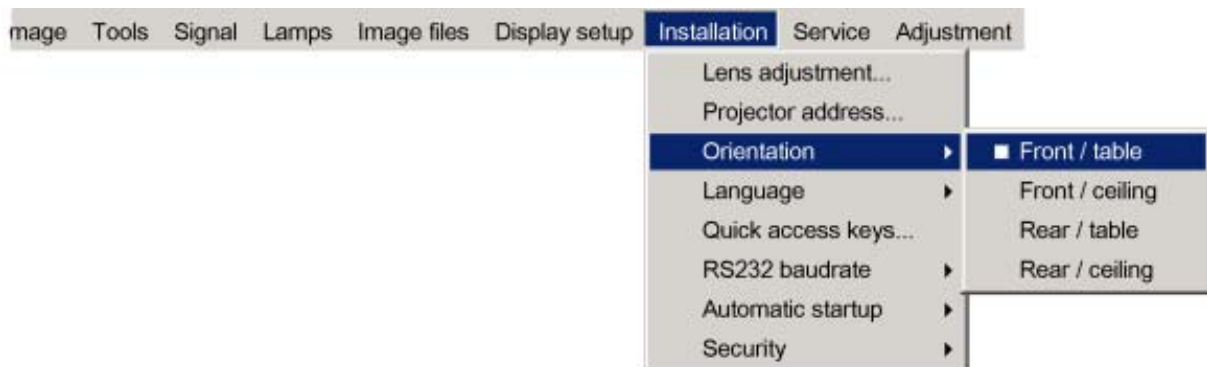 mage Tools Signal Lamps Image files Display setup Installation Service Adjustment
Lens adjustment...
Projector address...
Orientation Front / table
Language Front / ceiling
Quick access keys... Rear / table
RS232 baudrate Rear / ceiling
Automatic startup
Security